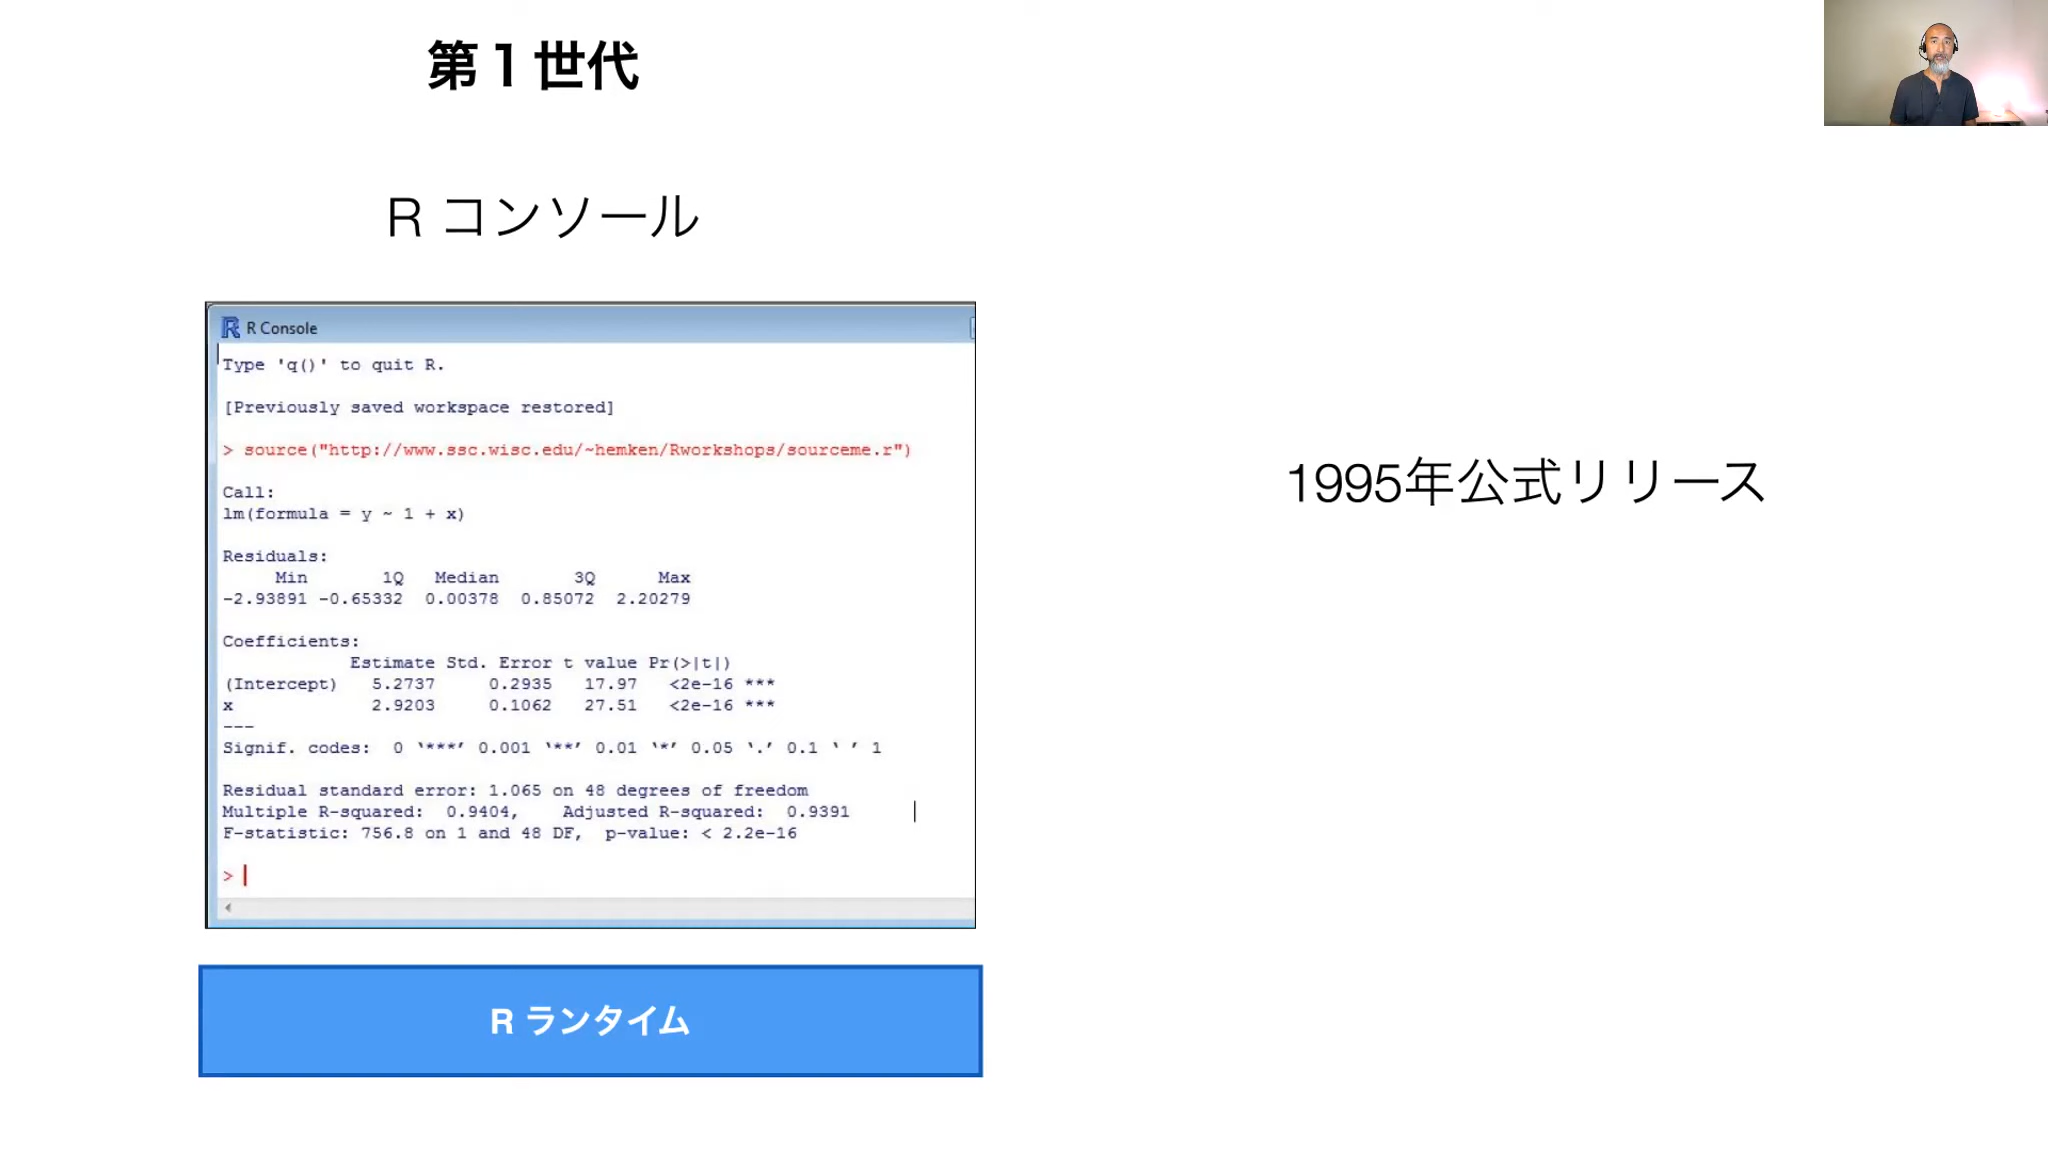 第1世代
R コンソール
R Console
Type 'q()' to quit R.
[Previously saved workspace restored]
> source("http://www.ssc.wisc.edu/~hemken/Rworkshops/sourceme.r")
Call:
lm(formula = y ~ 1 + x)
Residuals:
Min 1Q Median 3Q Max
-2.93891 -0.65332 0.00378 0.85072 2.20279
Coefficients:
Estimate Std. Error t value Pr(>|t|)
(Intercept) 5.2737 0.2935 17.97 <2e-16 ***
x 2.9203 0.1062 27.51 <2e-16 ***
---
Signif. codes: 0 ‘***’ 0.001 ‘**’ 0.01 ‘*’ 0.05 ‘.’ 0.1 ‘ ’ 1
Residual standard error: 1.065 on 48 degrees of freedom
Multiple R-squared: 0.9404, Adjusted R-squared: 0.9391
F-statistic: 756.8 on 1 and 48 DF, p-value: < 2.2e-16
>
R ランタイム
1995年公式リリース